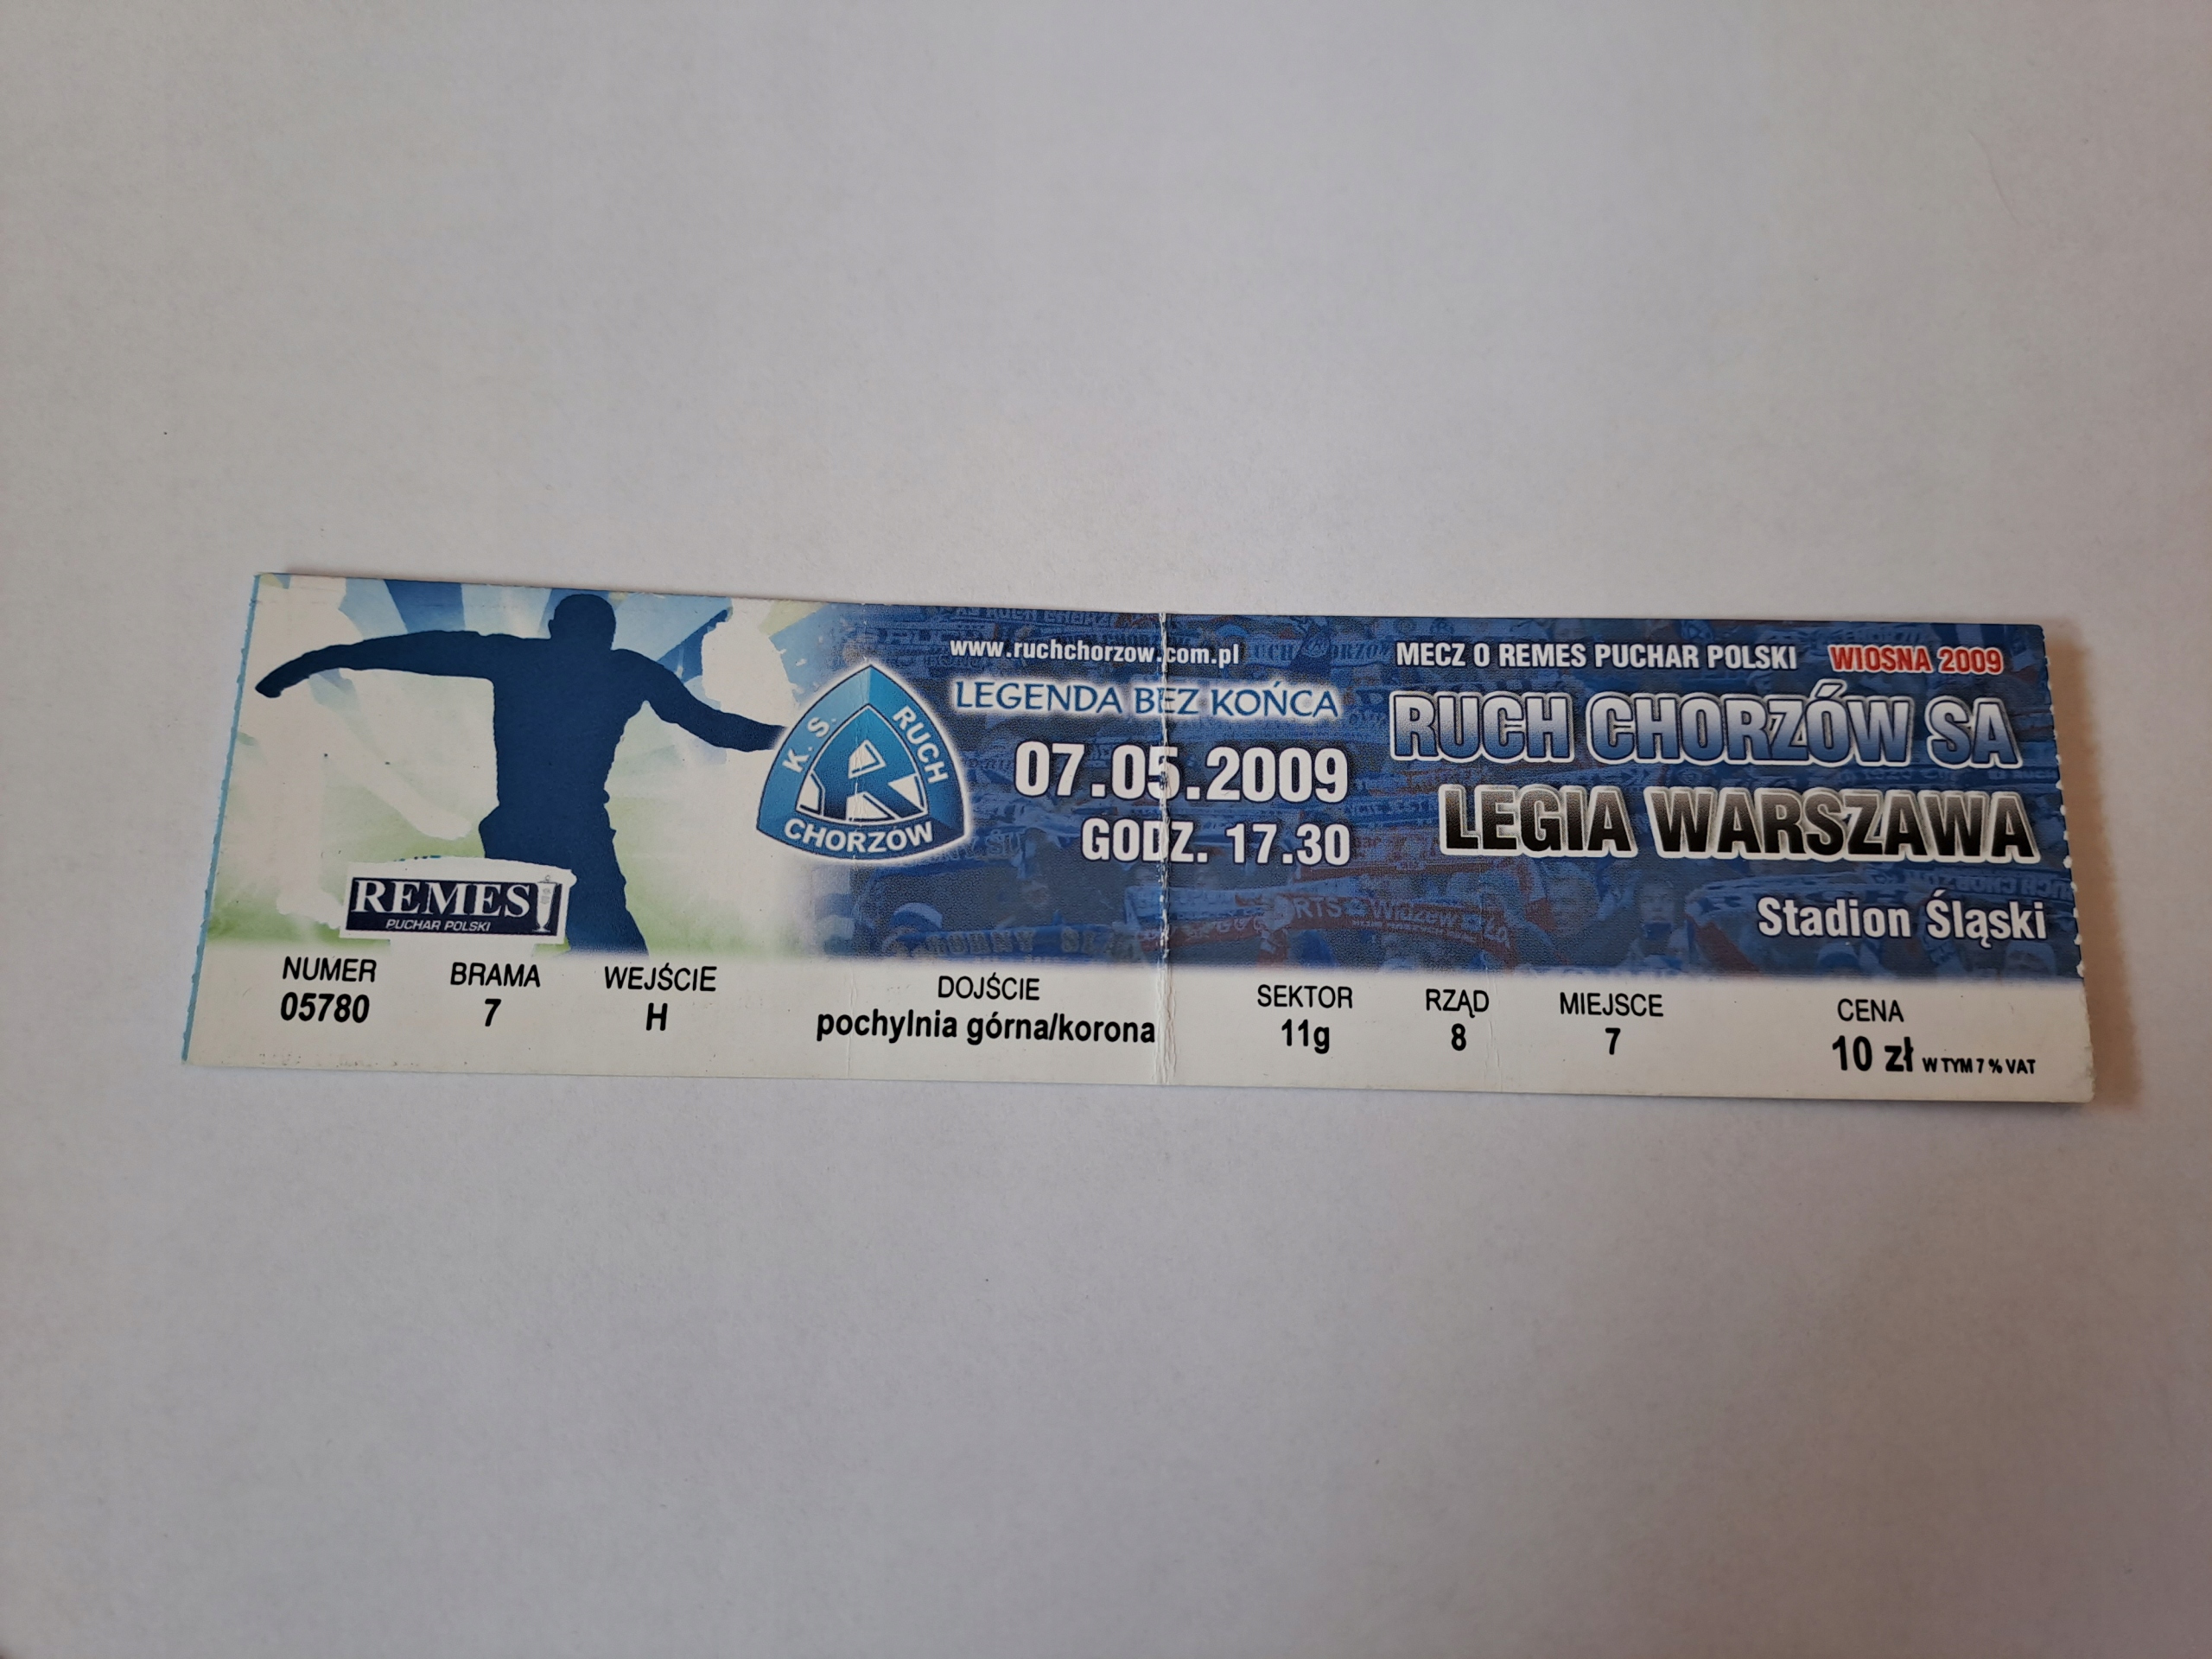 www.ruchchorzow.com.pl
LEGENDA BEZ KOŃCA
K. S. RUCH
CHORZÓW
R
07.05.2009
GODZ. 17.30
MECZ O REMES PUCHAR POLSKI WIOSNA 2009
RUCH CHORZÓW SA
LEGIA WARSZAWA
Stadion Śląski
REMES
PUCHAR POLSKI
NUMER
05780
BRAMA
7
WEJŚCIE
H
DOJŚCIE
pochylnia górna/korona
SEKTOR
11g
RZĄD
8
MIEJSCE
7
CENA
10 zł W TYM 7 % VAT